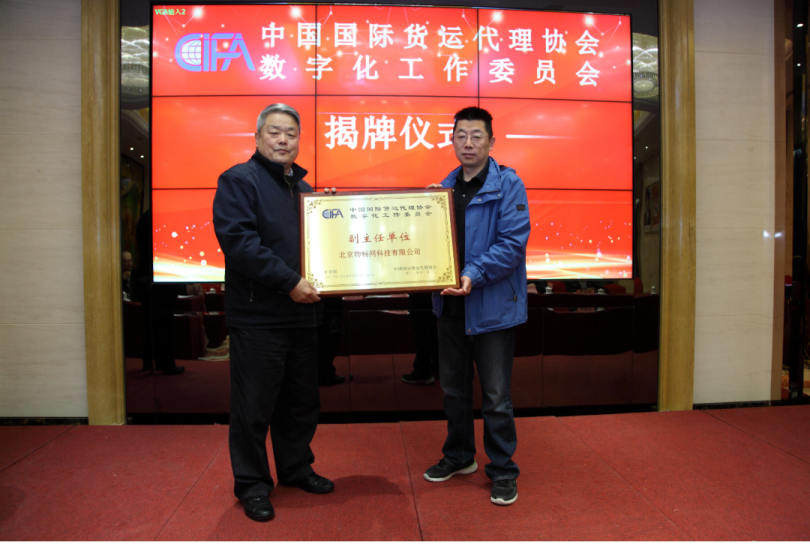 VGA输入2
CIFA
中国国际货运代理协会
数字化工作委员会
揭牌仪式
CIFA
中国国际货运代理协会
数字化工作委员会
副主任单位
北京物畅网科技有限公司